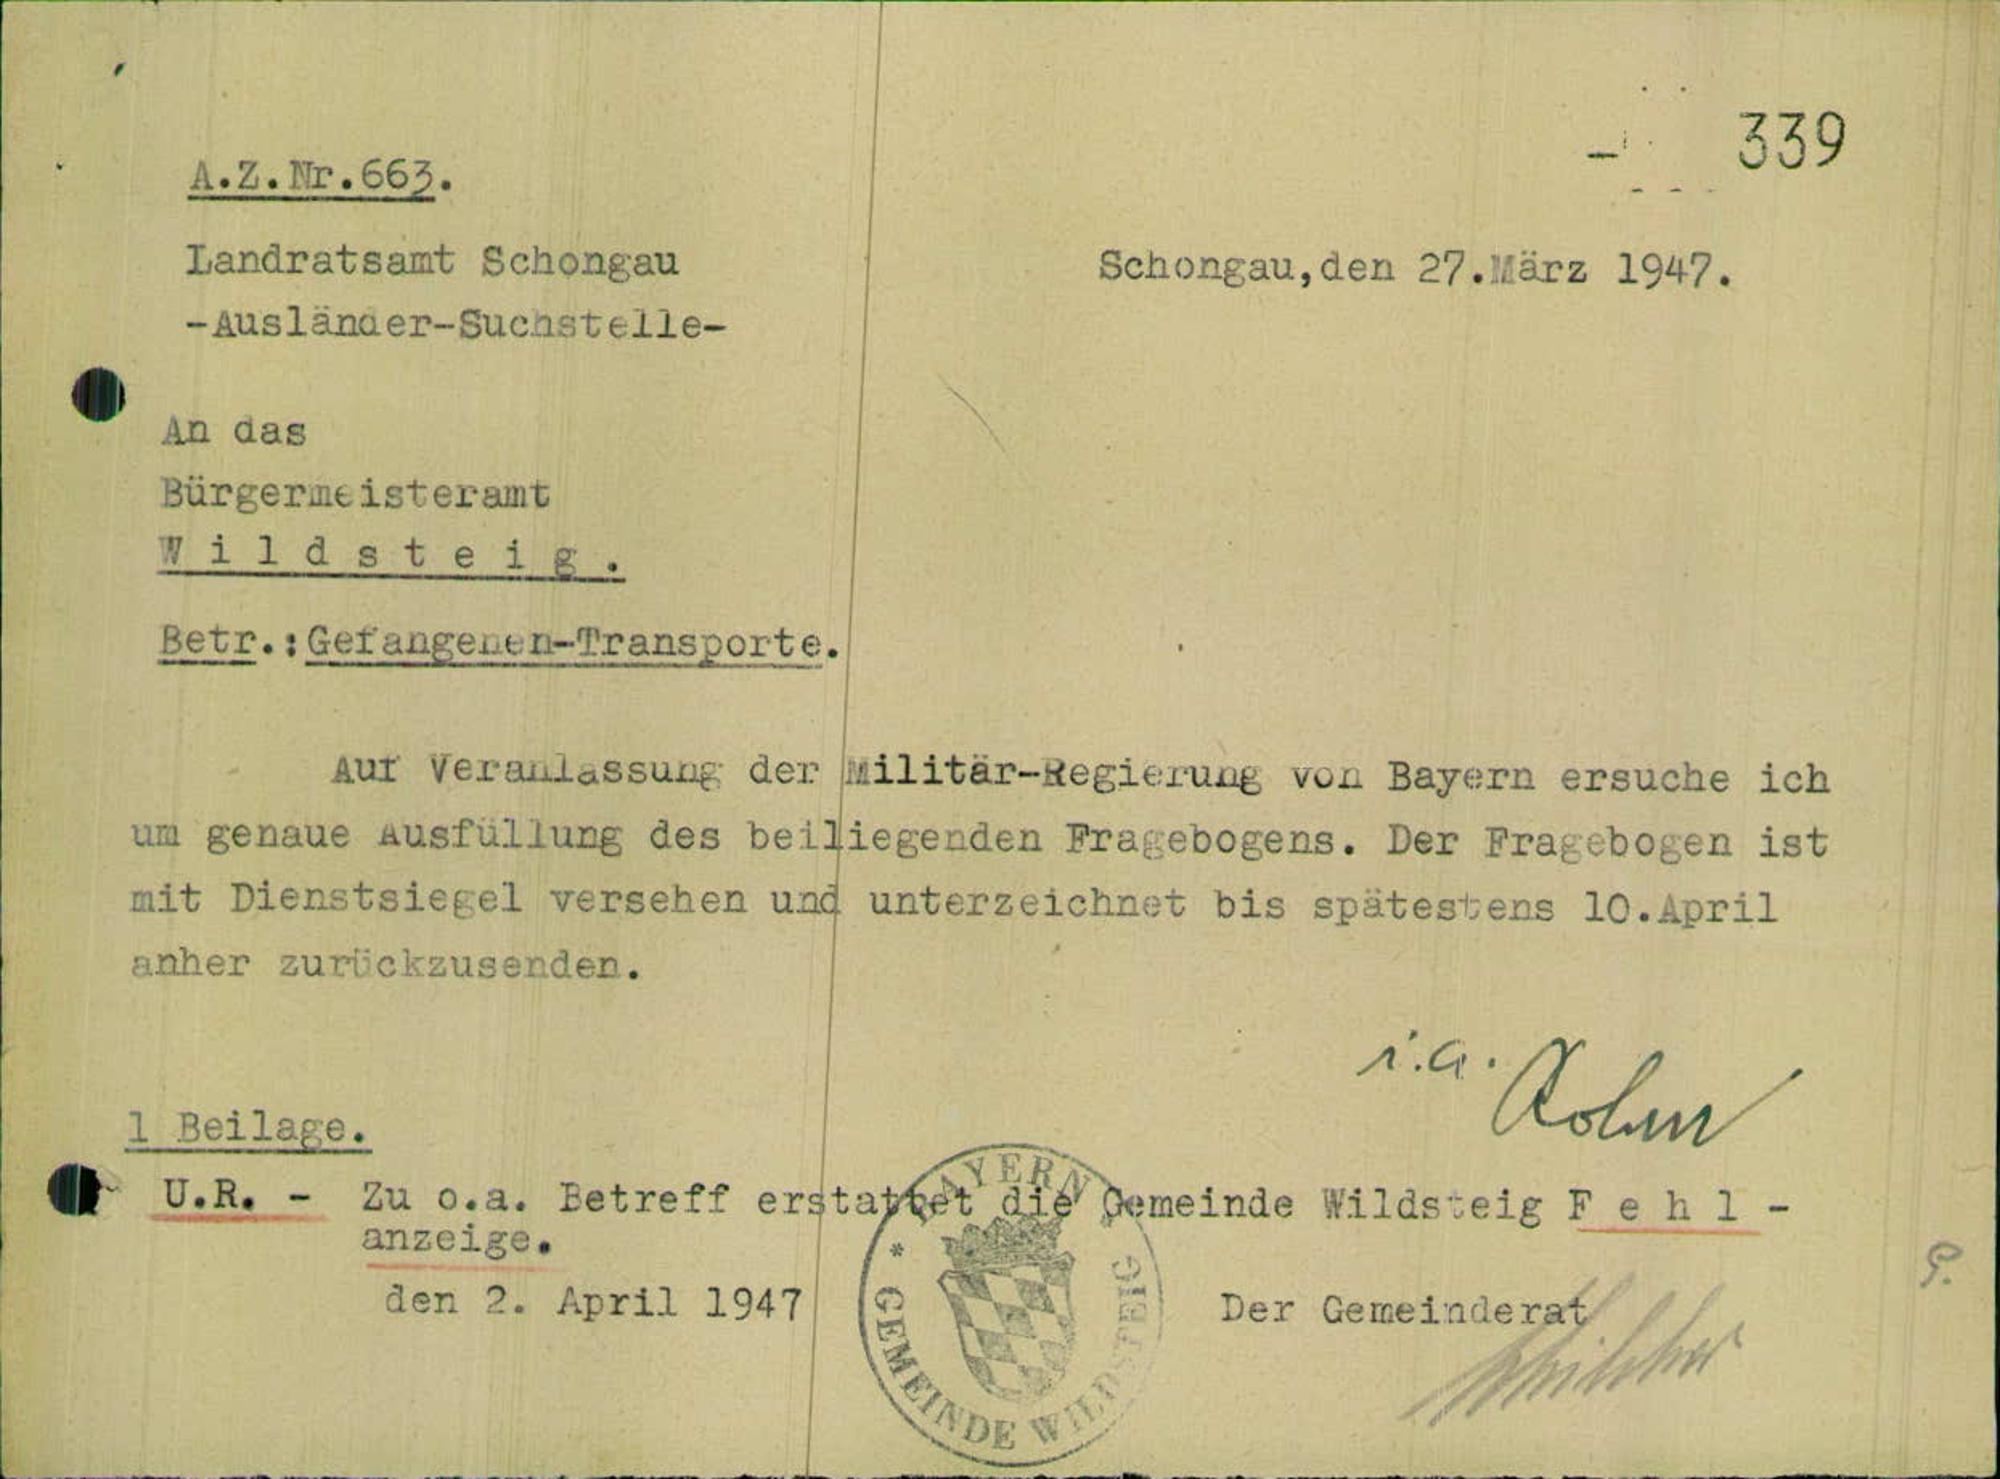 339
A.Z.Nr.663.
Landratsamt Schongau
Schongau, den 27.März 1947.
-Ausländer-Suchstelle-
An das
Bürgermeisteramt
W i l d s t e i g .
Betr.: Gefangenen-Transporte.
Auf Veranlassung der Militär-Regierung von Bayern ersuche ich
um genaue Ausfüllung des beiliegenden Fragebogens. Der Fragebogen ist
mit Dienstsiegel versehen und unterzeichnet bis spätestens 10.April
anher zurückzusenden.
i.a.
1 Beilage.
U.R. - Zu o.a. Betreff erstattet die Gemeinde Wildsteig F e h l -
anzeige.
den 2. April 1947
Der Gemeinderat
* BAYERN *
GEMEINDE WILDSTEIG